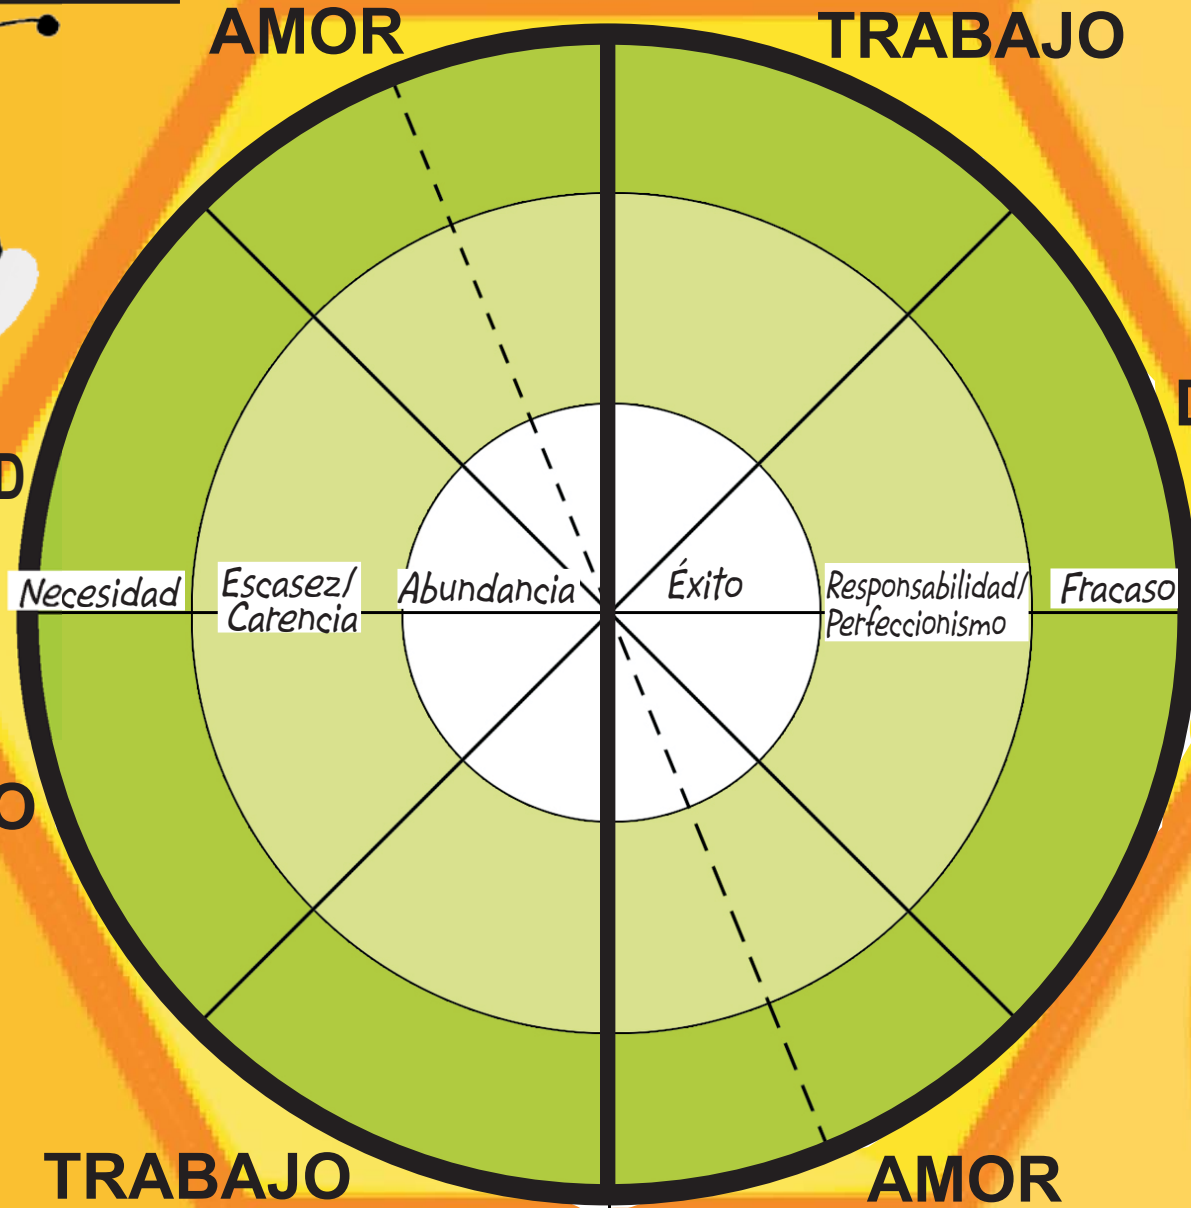 AMOR
TRABAJO
D
D
Necesidad
Escasez/
Carencia
Abundancia
Éxito
Responsabilidad/
Perfeccionismo
Fracaso
O
TRABAJO
AMOR